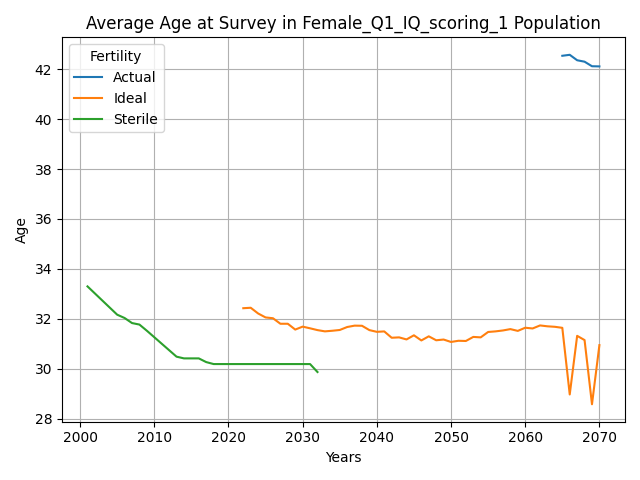 Average Age at Survey in Female_Q1_IQ_scoring_1 Population
Fertility
Actual
Ideal
Sterile
42
40
38
36
34
32
30
28
Age
2000 2010 2020 2030 2040 2050 2060 2070
Years